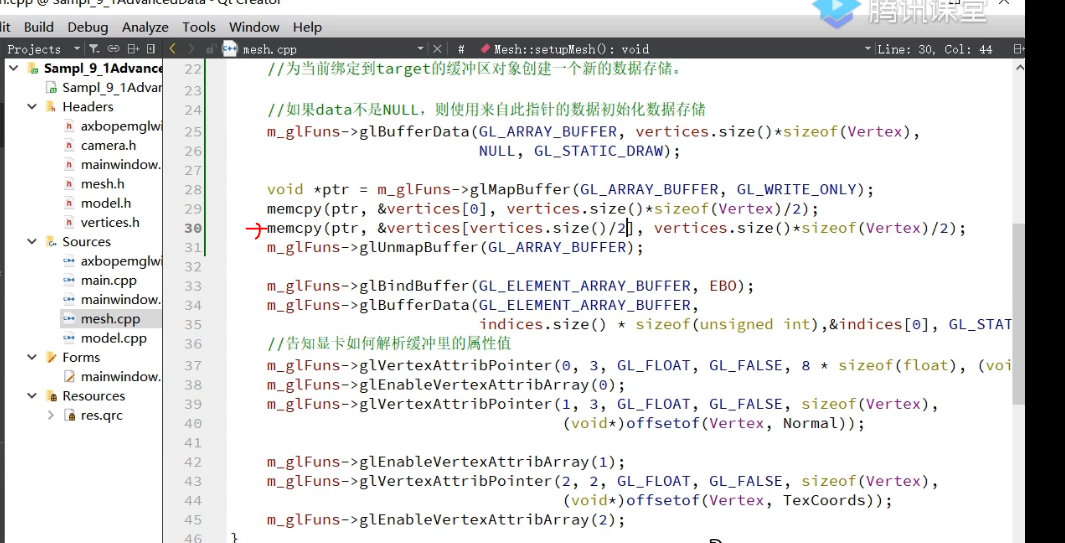 n.cpp @ Sampl_9_1AdvancedData - Qt Creator
腾讯课堂
it Build Debug Analyze Tools Window Help
Projects mesh.cpp # Mesh::setupMesh(): void Line: 30, Col: 44
Sampl_9_1Advance
Sampl_9_1Advar
Headers
axbopemglwi
camera.h
mainwindow.
mesh.h
model.h
vertices.h
Sources
axbopemglwi
main.cpp
mainwindow.
mesh.cpp
model.cpp
Forms
mainwindow.
Resources
res.qrc
22 //为当前绑定到target的缓冲区对象创建一个新的数据存储。
23
24 //如果data不是NULL，则使用来自此指针的数据初始化数据存储
25 m_glFuns->glBufferData(GL_ARRAY_BUFFER, vertices.size()*sizeof(Vertex),
26 NULL, GL_STATIC_DRAW);
27
28 void *ptr = m_glFuns->glMapBuffer(GL_ARRAY_BUFFER, GL_WRITE_ONLY);
29 memcpy(ptr, &vertices[0], vertices.size()*sizeof(Vertex)/2);
30 memcpy(ptr, &vertices[vertices.size()/2], vertices.size()*sizeof(Vertex)/2);
31 m_glFuns->glUnmapBuffer(GL_ARRAY_BUFFER);
32
33 m_glFuns->glBindBuffer(GL_ELEMENT_ARRAY_BUFFER, EBO);
34 m_glFuns->glBufferData(GL_ELEMENT_ARRAY_BUFFER,
35 indices.size() * sizeof(unsigned int),&indices[0], GL_STAT
36 //告知显卡如何解析缓冲里的属性值
37 m_glFuns->glVertexAttribPointer(0, 3, GL_FLOAT, GL_FALSE, 8 * sizeof(float), (voi
38 m_glFuns->glEnableVertexAttribArray(0);
39 m_glFuns->glVertexAttribPointer(1, 3, GL_FLOAT, GL_FALSE, sizeof(Vertex),
40 (void*)offsetof(Vertex, Normal));
41
42 m_glFuns->glEnableVertexAttribArray(1);
43 m_glFuns->glVertexAttribPointer(2, 2, GL_FLOAT, GL_FALSE, sizeof(Vertex),
44 (void*)offsetof(Vertex, TexCoords));
45 m_glFuns->glEnableVertexAttribArray(2);
46 }